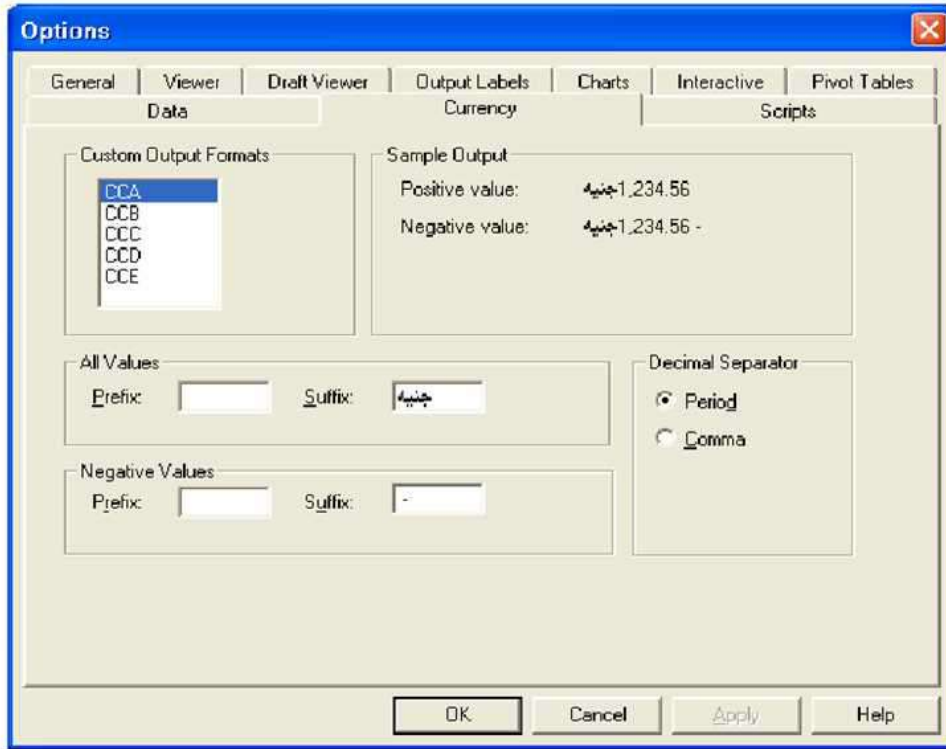 Options
General Viewer Draft Viewer Output Labels Charts Interactive Pivot Tables
Data Currency Scripts
Custom Output Formats
CCA
CCB
CCC
CCD
CCE
Sample Output
Positive value: جنيه1,234.56
Negative value: جنيه1,234.56 -
All Values
Prefix: Suffix: جنيه
Negative Values
Prefix: Suffix: -
Decimal Separator
Period
Comma
OK Cancel Apply Help